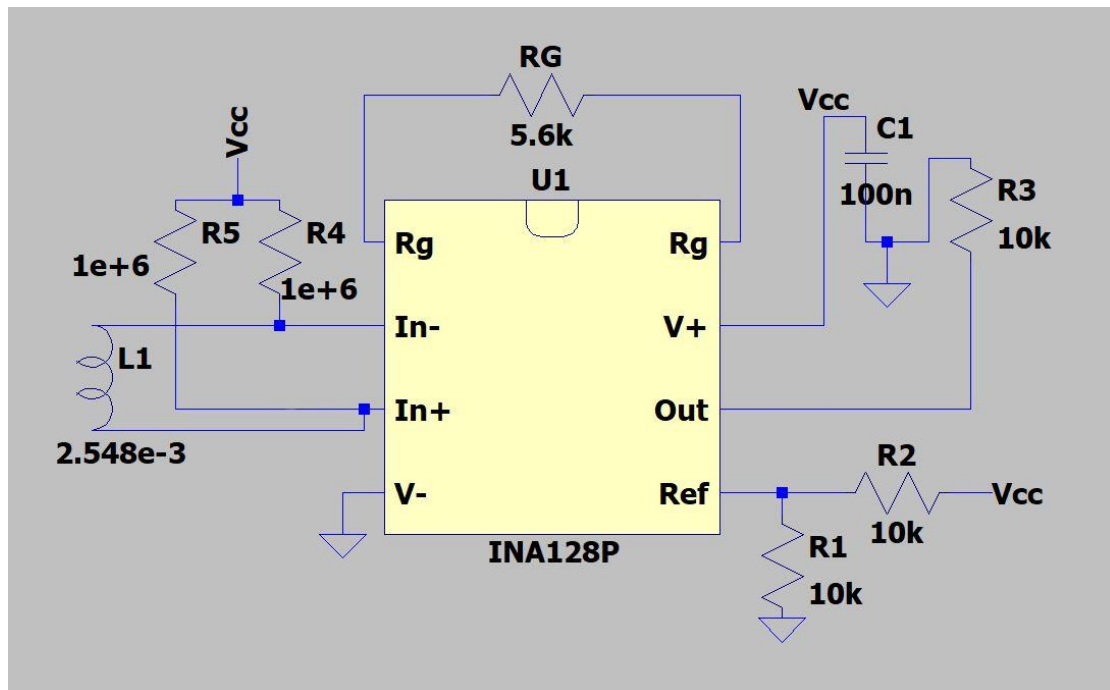 RG
5.6k
Vcc
Vcc
C1
100n
R3
10k
U1
R5
1e+6
R4
1e+6
Rg
Rg
In-
V+
L1
2.548e-3
In+
Out
V-
Ref
R2
10k
Vcc
R1
10k
INA128P